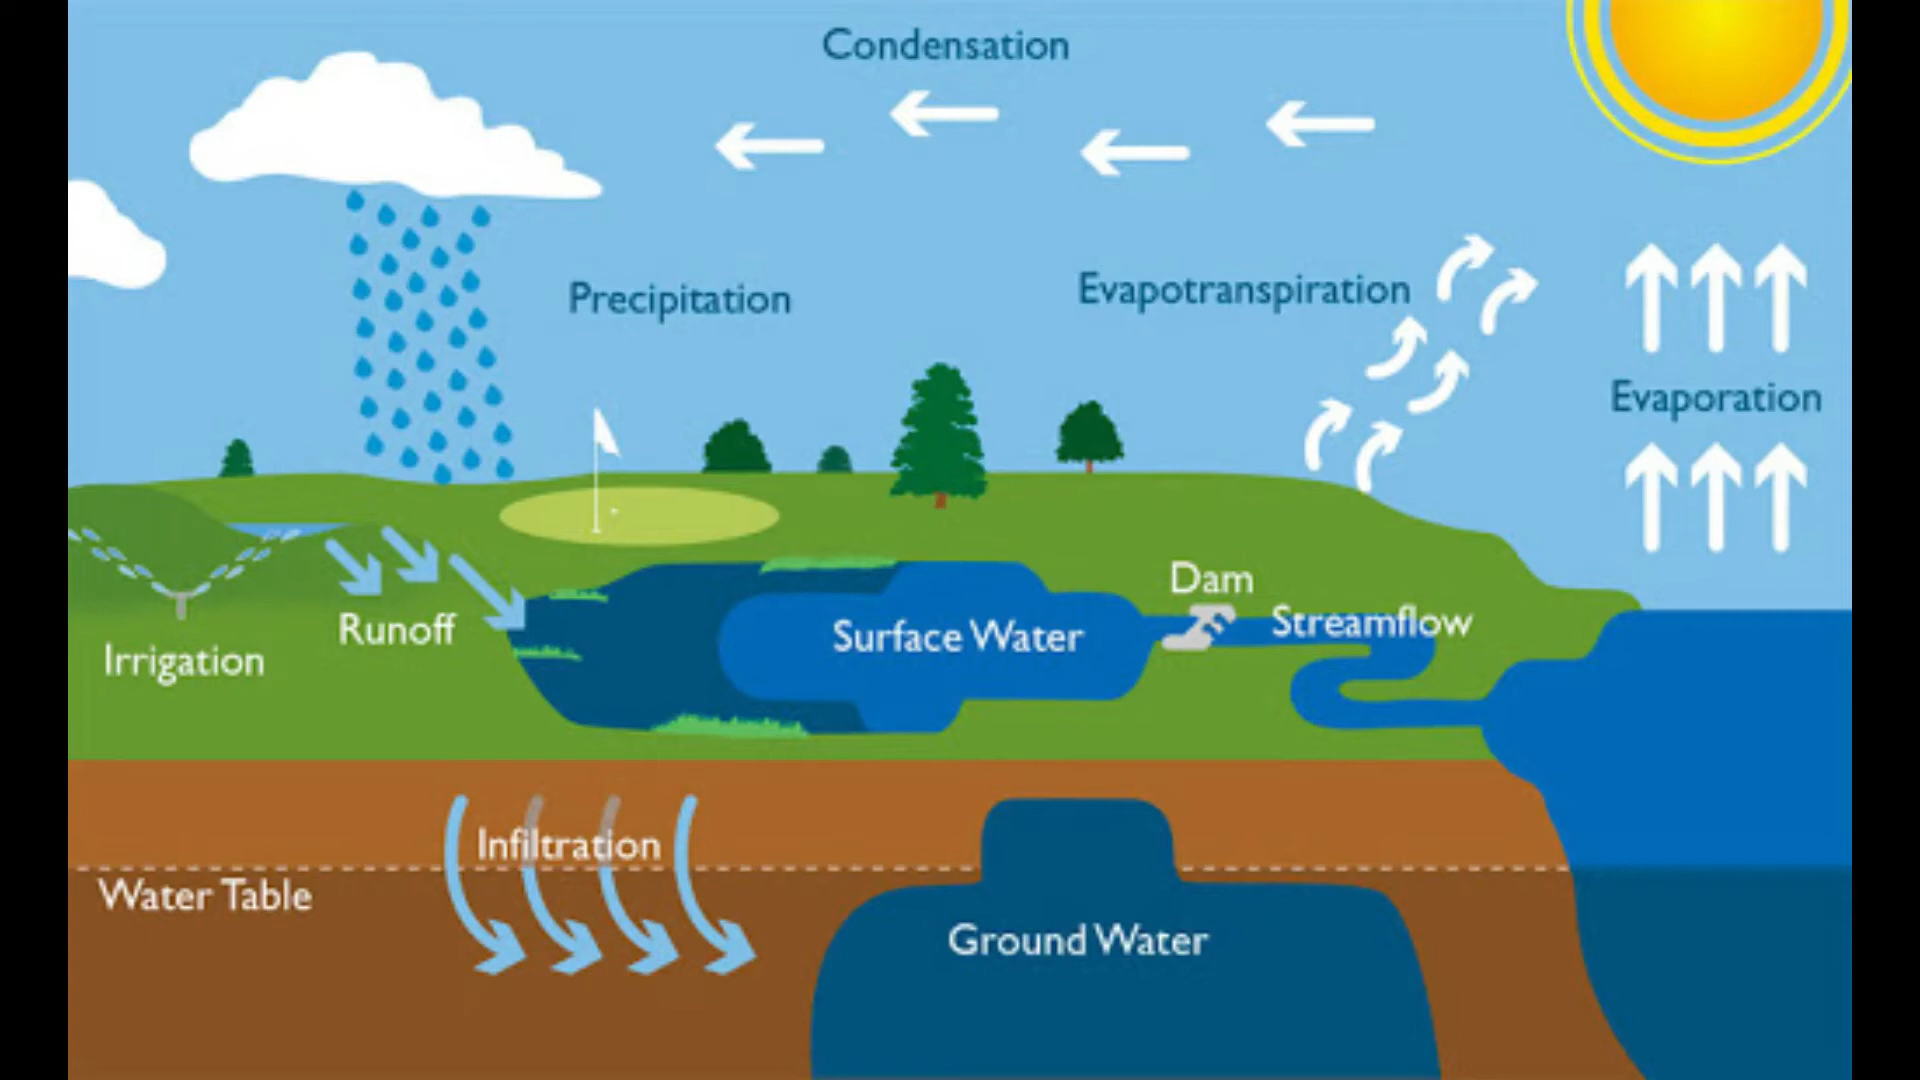 Condensation
Precipitation
Evapotranspiration
Evaporation
Dam
Streamflow
Runoff
Surface Water
Irrigation
Infiltration
Water Table
Ground Water